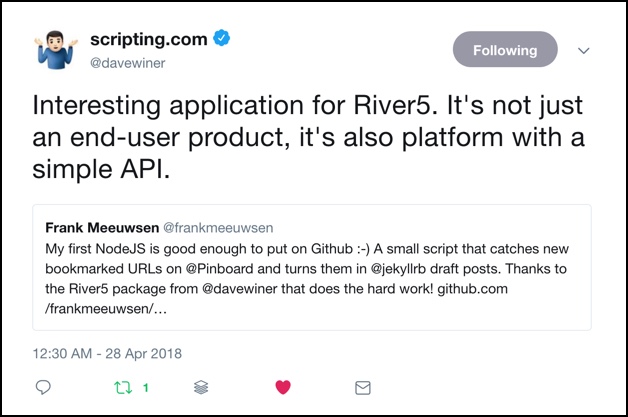 scripting.com
@davewiner
Following
Interesting application for River5. It's not just
an end-user product, it's also platform with a
simple API.
Frank Meeuwsen @frankmeeuwsen
My first NodeJS is good enough to put on Github :-) A small script that catches new
bookmarked URLs on @Pinboard and turns them in @jekyllrb draft posts. Thanks to
the River5 package from @davewiner that does the hard work! github.com
/frankmeeuwsen/…
12:30 AM - 28 Apr 2018
1